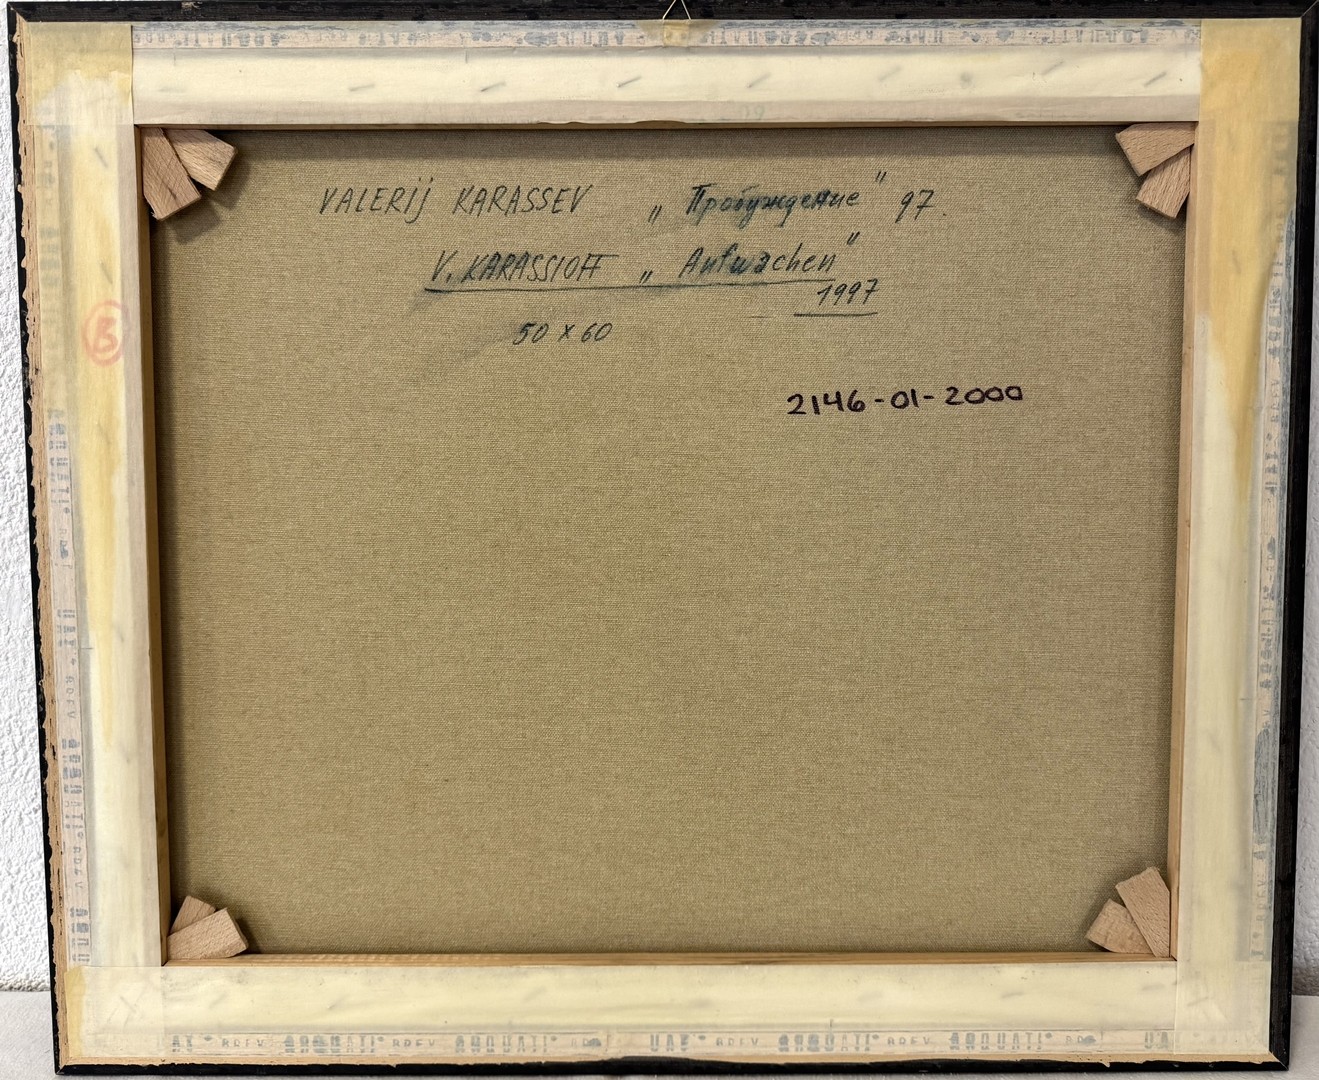 VALERIJ KARASSEV „Пробуждение" 97.
V. KARASSIOFF „Aufwachen"
1997
50 x 60
2146-01-2000
B